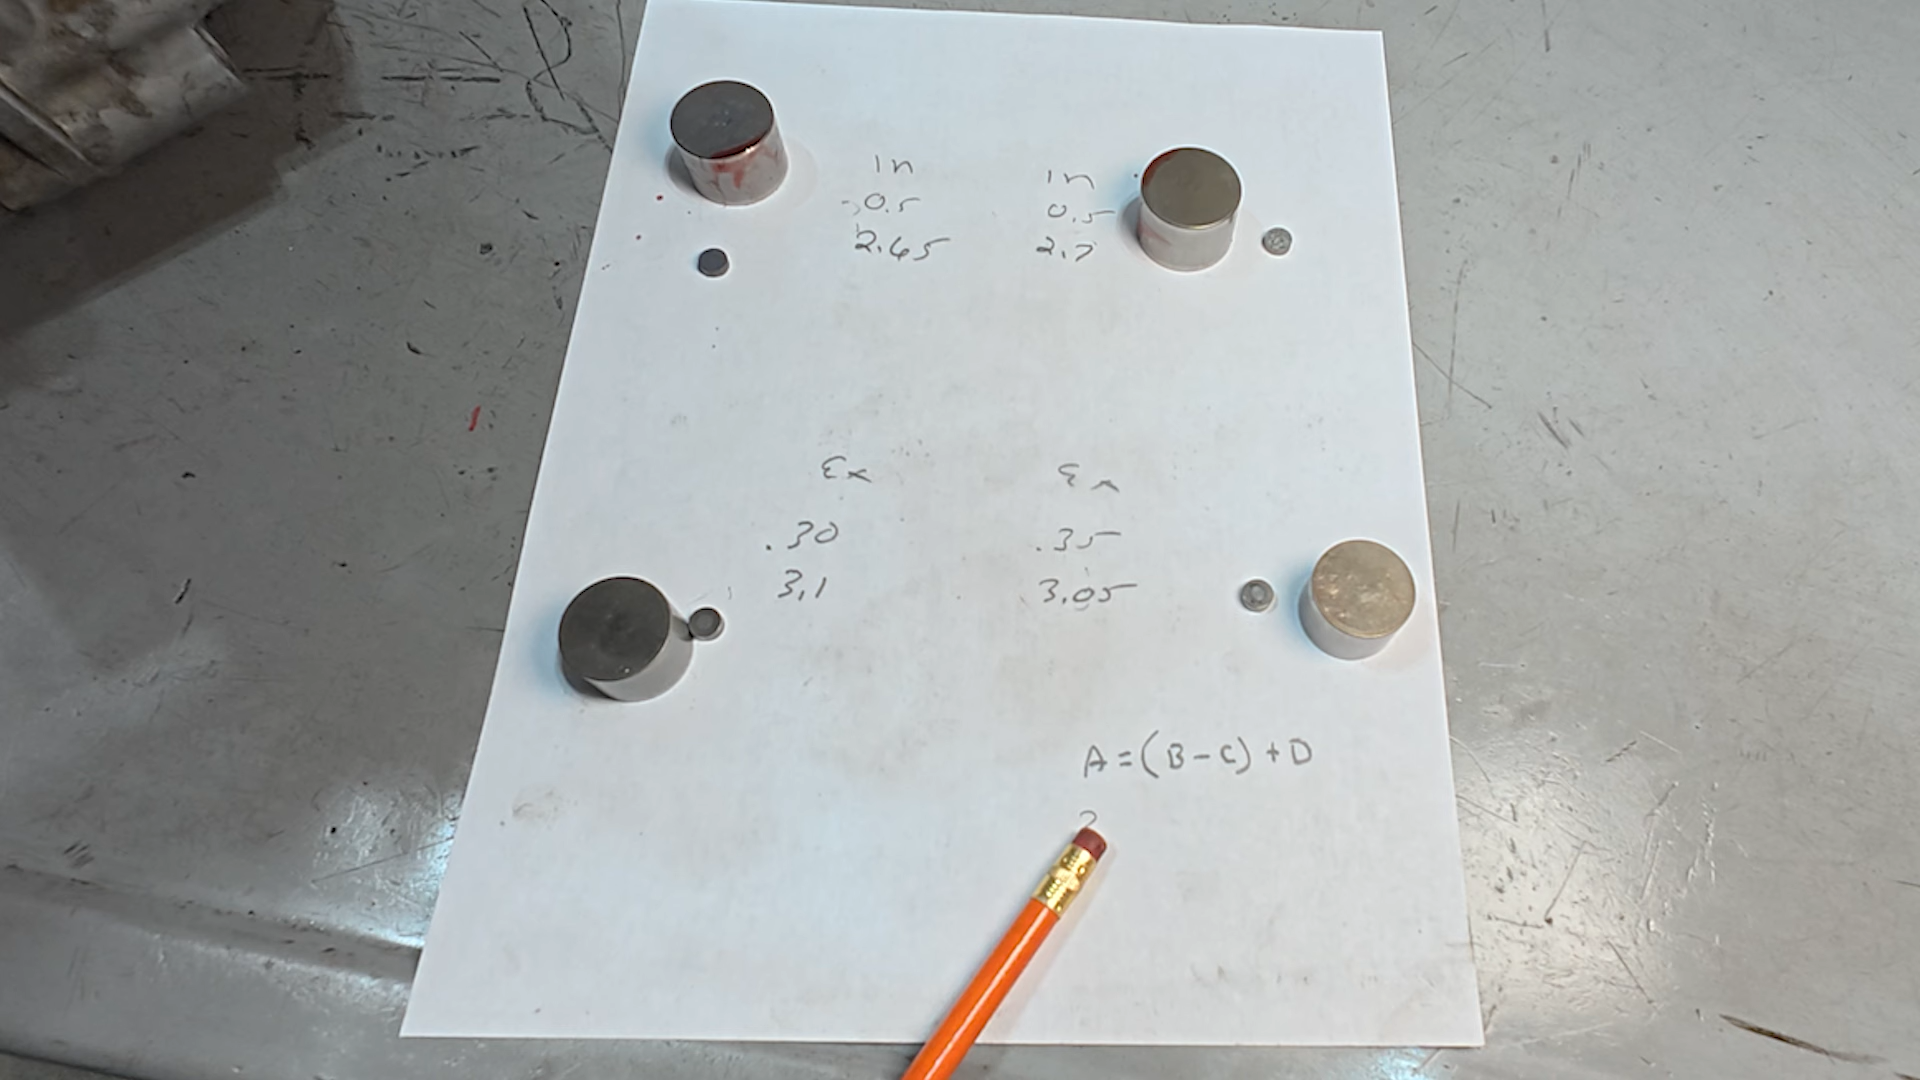 In In
0.5 0.5
2.65 2.7
Ex Ex
.30 .35
3.1 3.05
A=(B-C)+D